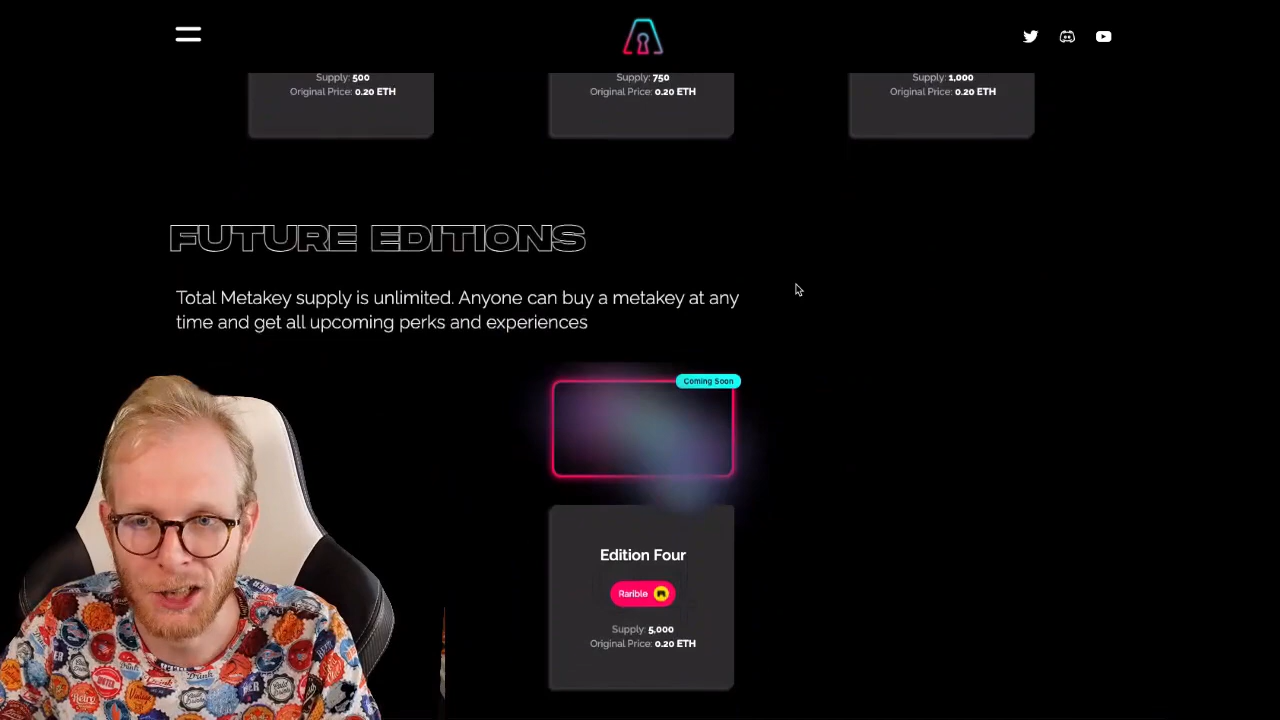 Supply: 500
Original Price: 0.20 ETH
Supply: 750
Original Price: 0.20 ETH
Supply: 1,000
Original Price: 0.20 ETH
FUTURE EDITIONS
Total Metakey supply is unlimited. Anyone can buy a metakey at any
time and get all upcoming perks and experiences
Coming Soon
Edition Four
Rarible
Supply: 5,000
Original Price: 0.20 ETH
Drink
Retro